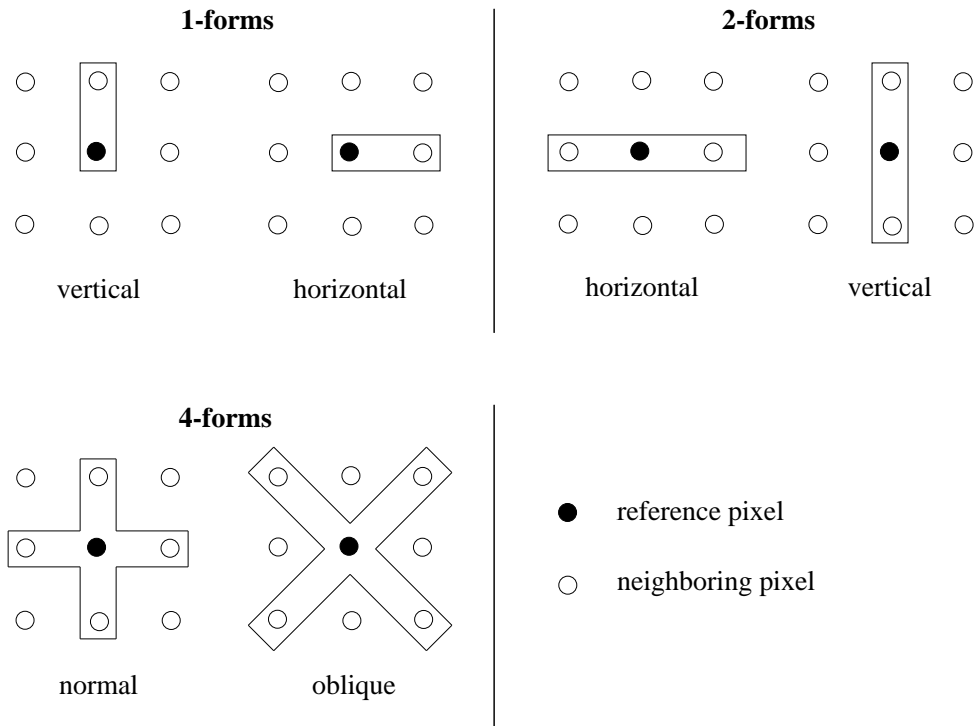 1-forms
2-forms
vertical
horizontal
horizontal
vertical
4-forms
reference pixel
neighboring pixel
normal
oblique